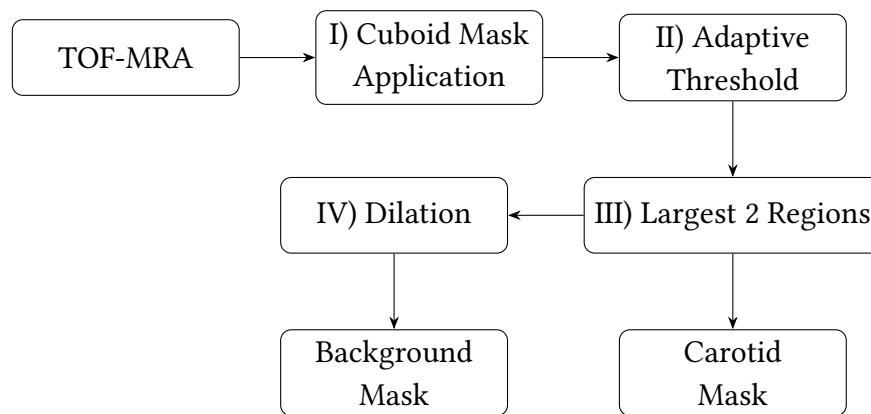 TOF-MRA
I) Cuboid Mask
Application
II) Adaptive
Threshold
IV) Dilation
III) Largest 2 Regions
Background
Mask
Carotid
Mask